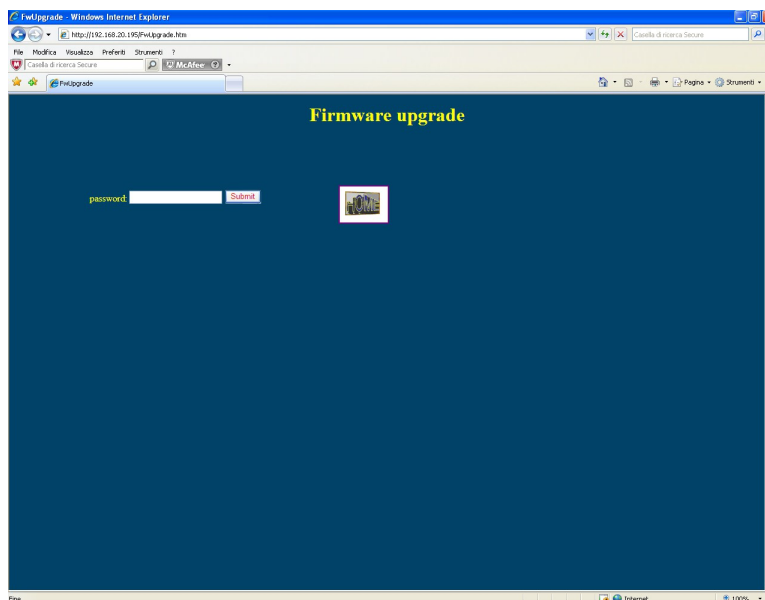 FwUpgrade - Windows Internet Explorer
http://192.168.20.195/FwUpgrade.htm
Casella di ricerca Secure
File Modifica Visualizza Preferiti Strumenti ?
Casella di ricerca Secure
McAfee
FwUpgrade
Pagina
Strumenti
Firmware upgrade
password:
Submit
HOME
Fine
Internet
100%